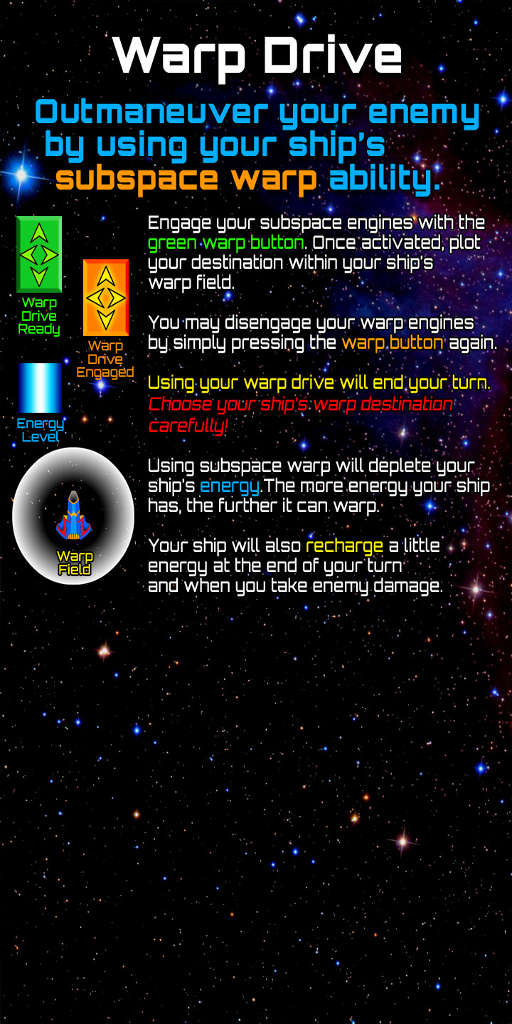 Warp Drive
Outmaneuver your enemy
by using your ship's
subspace warp ability.
Engage your subspace engines with the
green warp button. Once activated, plot
your destination within your ship's
warp field.
Warp
Drive
Ready
You may disengage your warp engines
by simply pressing the warp button again.
Warp
Drive
Engaged
Using your warp drive will end your turn.
Choose your ship's warp destination
carefully!
Energy
Level
Using subspace warp will deplete your
ship's energy.The more energy your ship
has, the further it can warp.
Warp
Field
Your ship will also recharge a little
energy at the end of your turn
and when you take enemy damage.